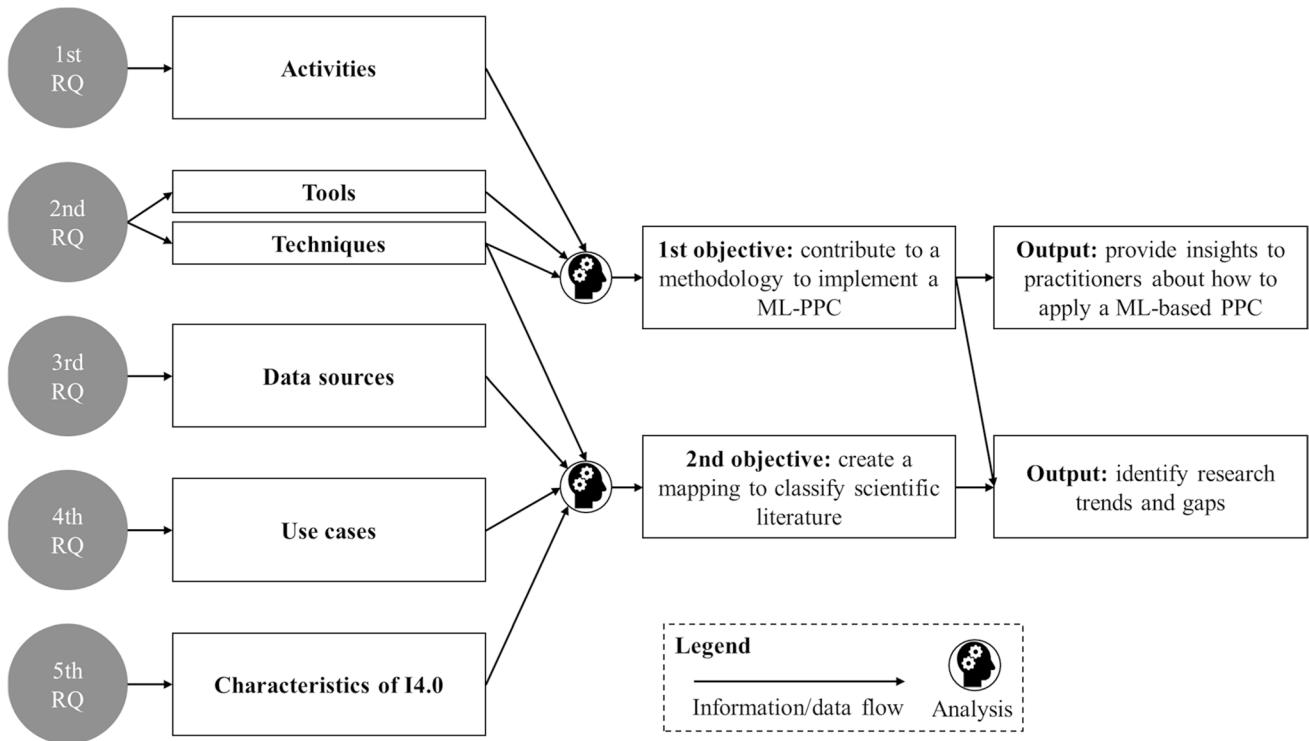 1st
RQ
Activities
2nd
RQ
Tools
Techniques
3rd
RQ
Data sources
4th
RQ
Use cases
5th
RQ
Characteristics of I4.0
1st objective: contribute to a
methodology to implement a
ML-PPC
Output: provide insights to
practitioners about how to
apply a ML-based PPC
2nd objective: create a
mapping to classify scientific
literature
Output: identify research
trends and gaps
Legend
Information/data flow
Analysis